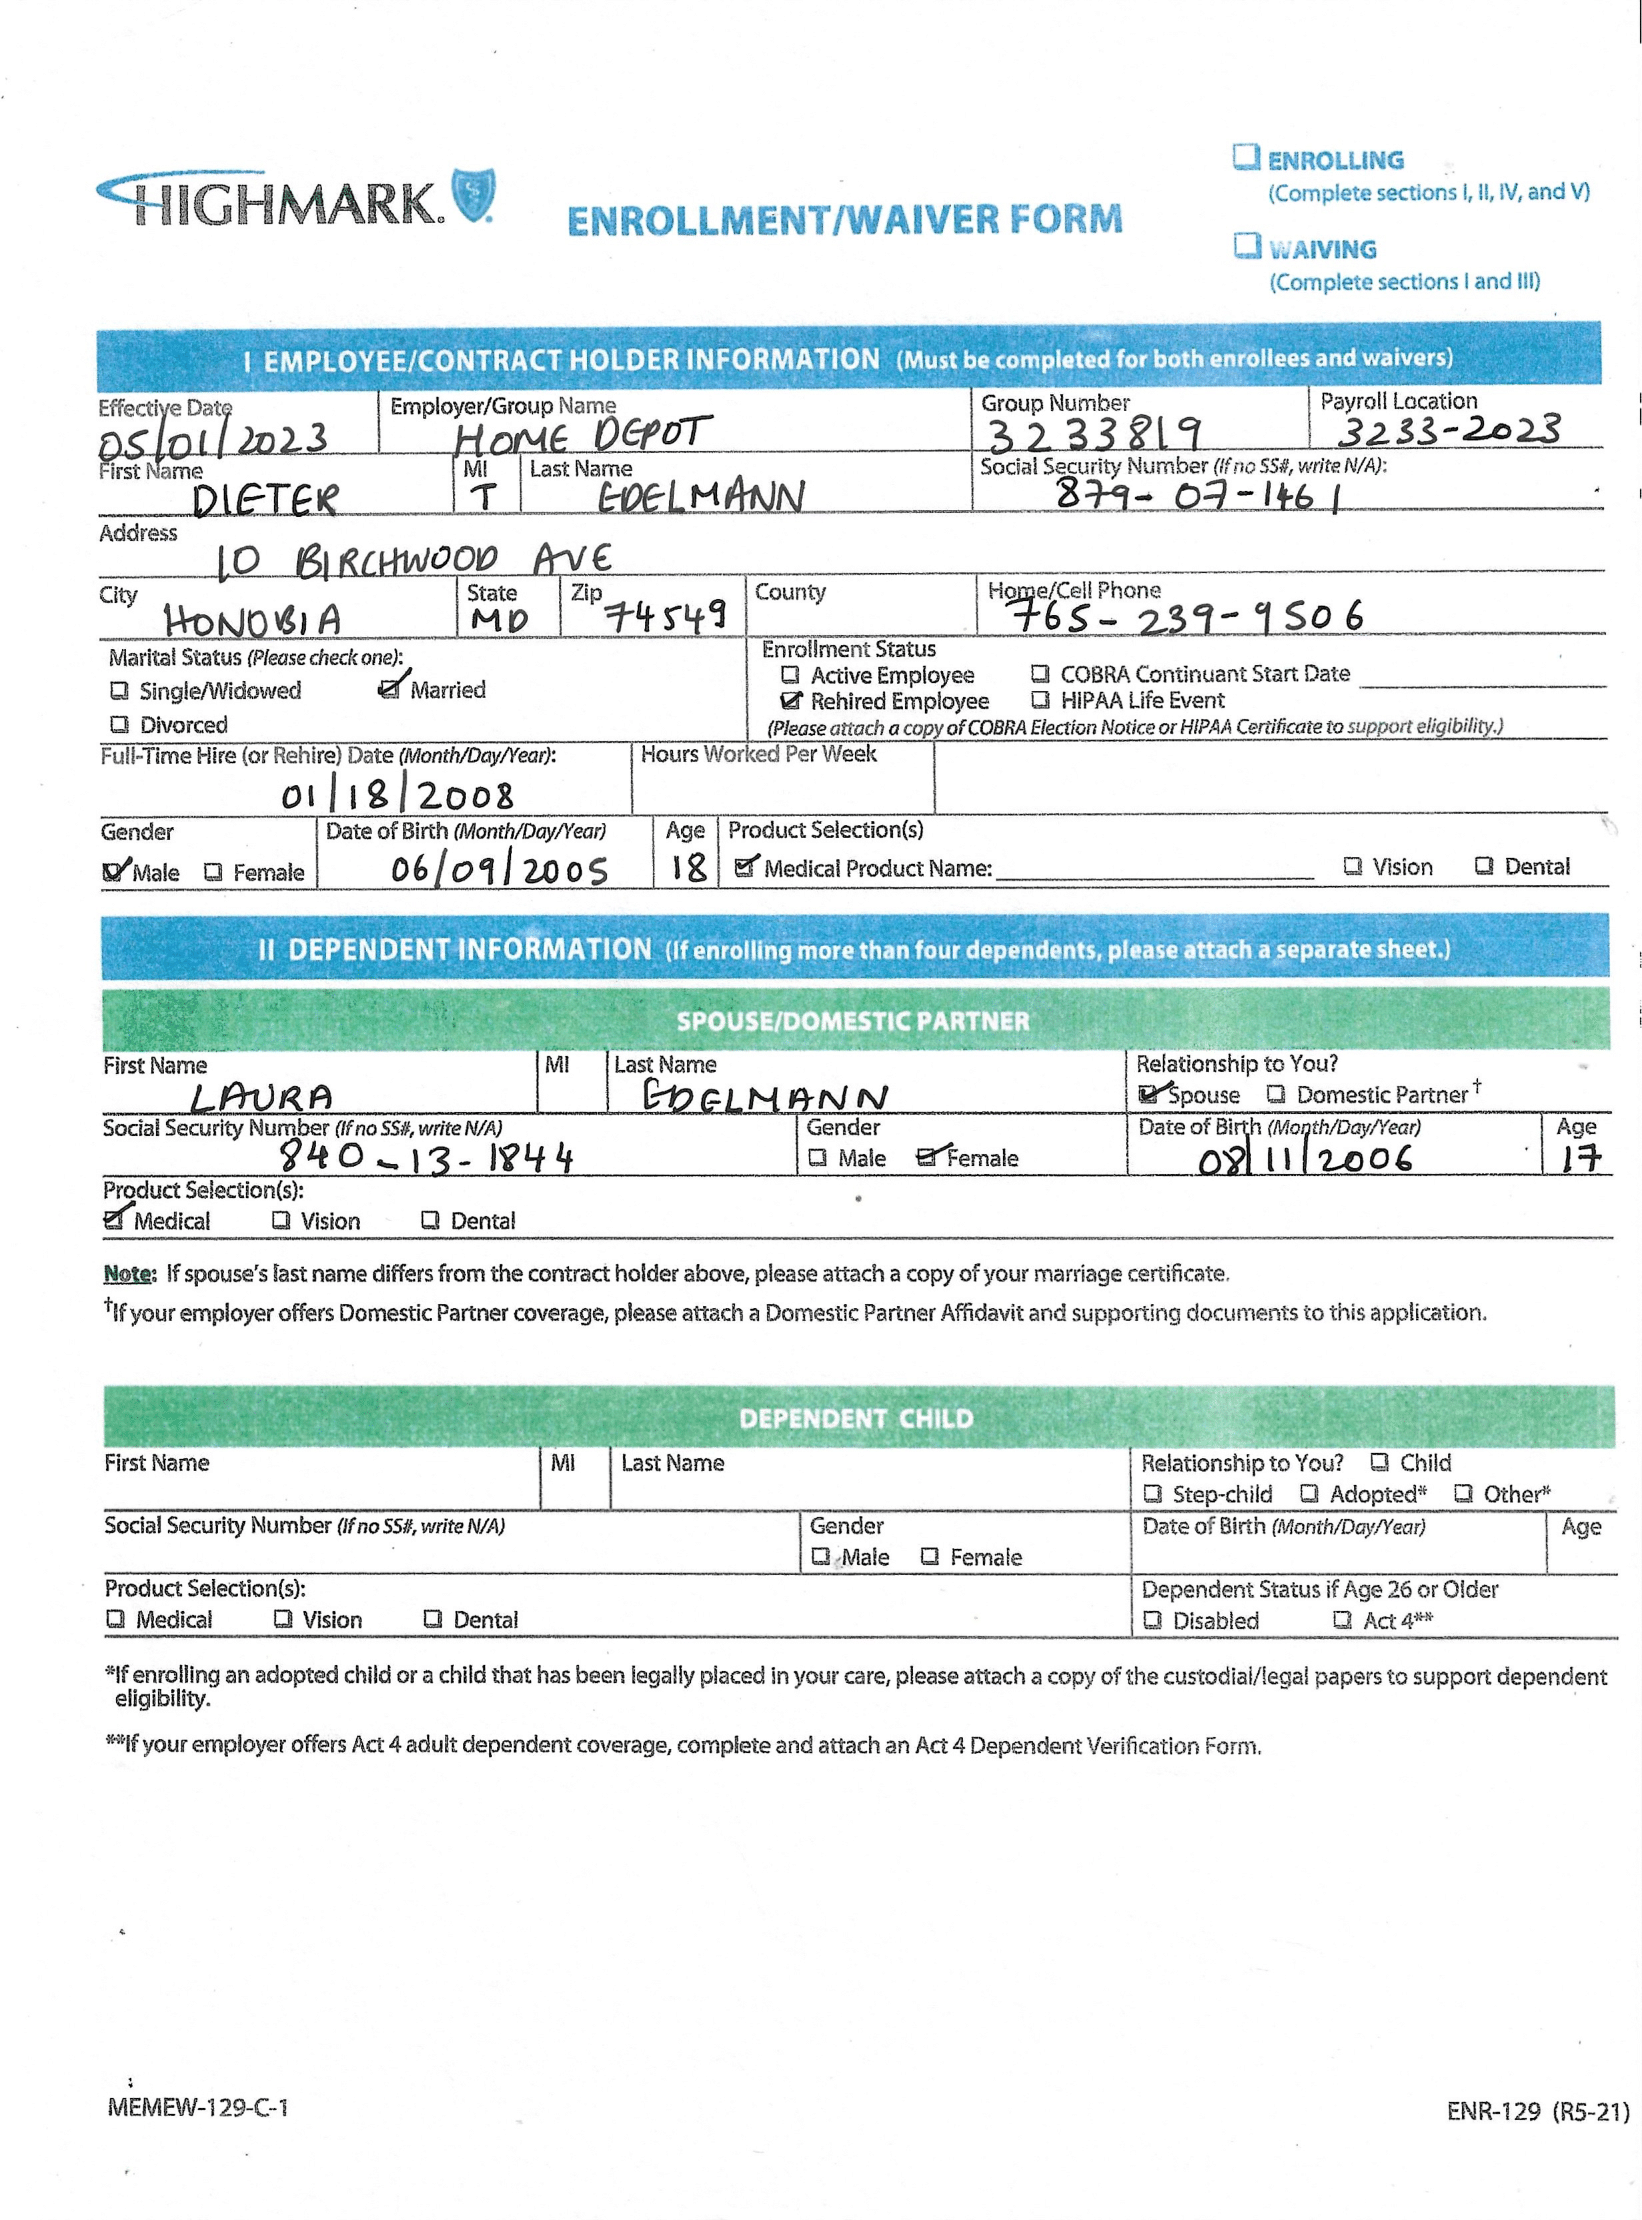 HIGHMARK.
ENROLLMENT/WAIVER FORM
☐ ENROLLING
(Complete sections I, II, IV, and V)
☐ WAIVING
(Complete sections I and III)
I EMPLOYEE/CONTRACT HOLDER INFORMATION (Must be completed for both enrollees and waivers)
Effective Date Employer/Group Name Group Number Payroll Location
05/01/2023 HOME DEPOT 3233819 3233-2023
First Name MI Last Name Social Security Number (If no SS#, write N/A):
DIETER T EDELMANN 879-07-1461
Address
10 BIRCHWOOD AVE
City State Zip County Home/Cell Phone
HONOBIA MD 74549 765-239-9506
Marital Status (Please check one): Enrollment Status
☐ Single/Widowed ☑ Married ☐ Active Employee ☐ COBRA Continuant Start Date
☐ Divorced ☑ Rehired Employee ☐ HIPAA Life Event
(Please attach a copy of COBRA Election Notice or HIPAA Certificate to support eligibility.)
Full-Time Hire (or Rehire) Date (Month/Day/Year): Hours Worked Per Week
01/18/2008
Gender Date of Birth (Month/Day/Year) Age Product Selection(s)
☑ Male ☐ Female 06/09/2005 18 ☑ Medical Product Name: ☐ Vision ☐ Dental
II DEPENDENT INFORMATION (If enrolling more than four dependents, please attach a separate sheet.)
SPOUSE/DOMESTIC PARTNER
First Name MI Last Name Relationship to You?
LAURA EDELMANN ☑ Spouse ☐ Domestic Partner†
Social Security Number (If no SS#, write N/A) Gender Date of Birth (Month/Day/Year) Age
840-13-1844 ☐ Male ☑ Female 08/11/2006 17
Product Selection(s):
☑ Medical ☐ Vision ☐ Dental
Note: If spouse's last name differs from the contract holder above, please attach a copy of your marriage certificate.
†If your employer offers Domestic Partner coverage, please attach a Domestic Partner Affidavit and supporting documents to this application.
DEPENDENT CHILD
First Name MI Last Name Relationship to You? ☐ Child
☐ Step-child ☐ Adopted* ☐ Other*
Social Security Number (If no SS#, write N/A) Gender Date of Birth (Month/Day/Year) Age
☐ Male ☐ Female
Product Selection(s): Dependent Status if Age 26 or Older
☐ Medical ☐ Vision ☐ Dental ☐ Disabled ☐ Act 4**
*If enrolling an adopted child or a child that has been legally placed in your care, please attach a copy of the custodial/legal papers to support dependent
eligibility.
**If your employer offers Act 4 adult dependent coverage, complete and attach an Act 4 Dependent Verification Form.
MEMEW-129-C-1 ENR-129 (R5-21)